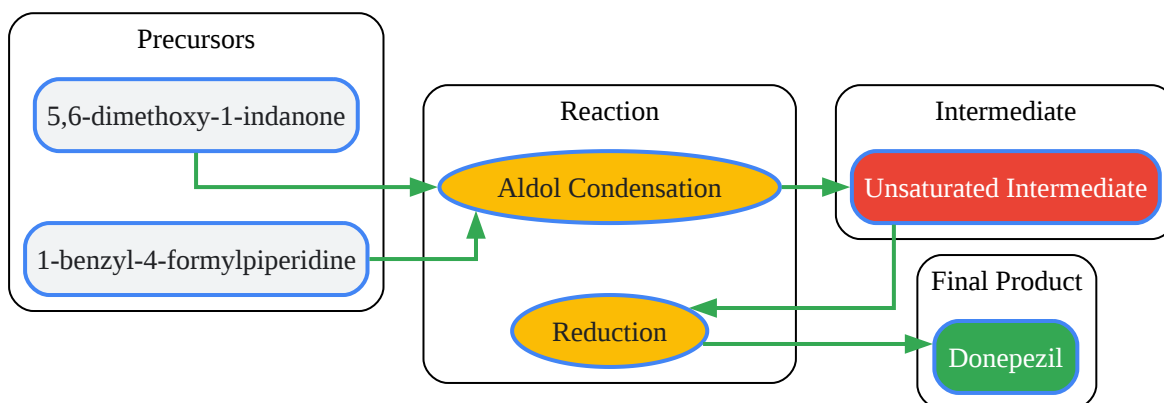 Precursors
5,6-dimethoxy-1-indanone
1-benzyl-4-formylpiperidine
Reaction
Aldol Condensation
Reduction
Intermediate
Unsaturated Intermediate
Final Product
Donepezil